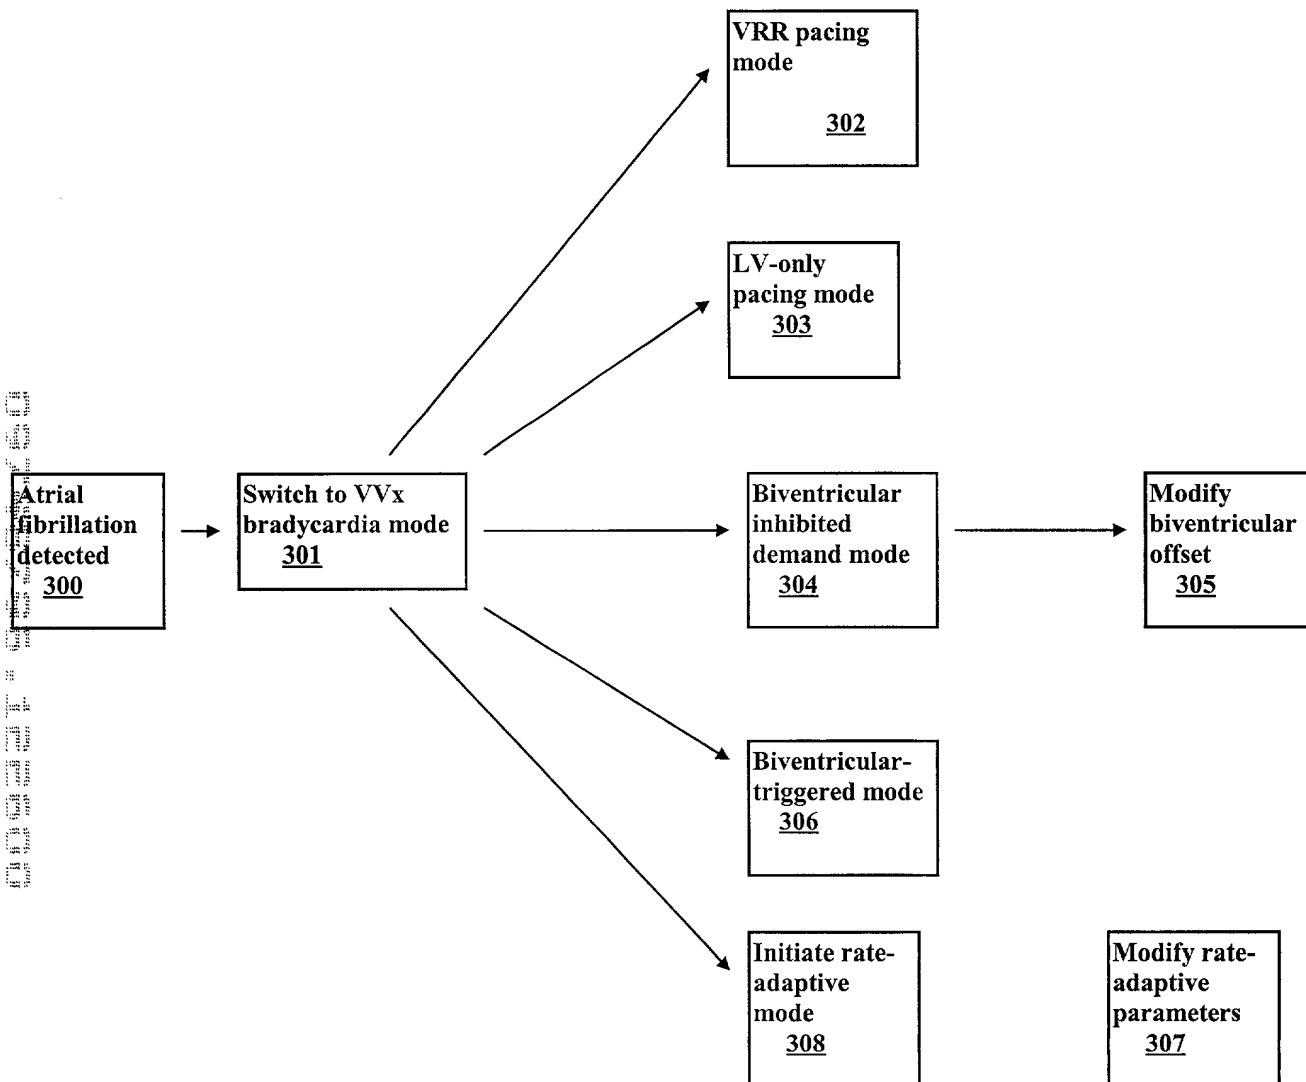 VRR pacing
mode
302
LV-only
pacing mode
303
Atrial
fibrillation
detected
300
Switch to VVx
bradycardia mode
301
Biventricular
inhibited
demand mode
304
Modify
biventricular
offset
305
Biventricular-
triggered mode
306
Initiate rate-
adaptive
mode
308
Modify rate-
adaptive
parameters
307